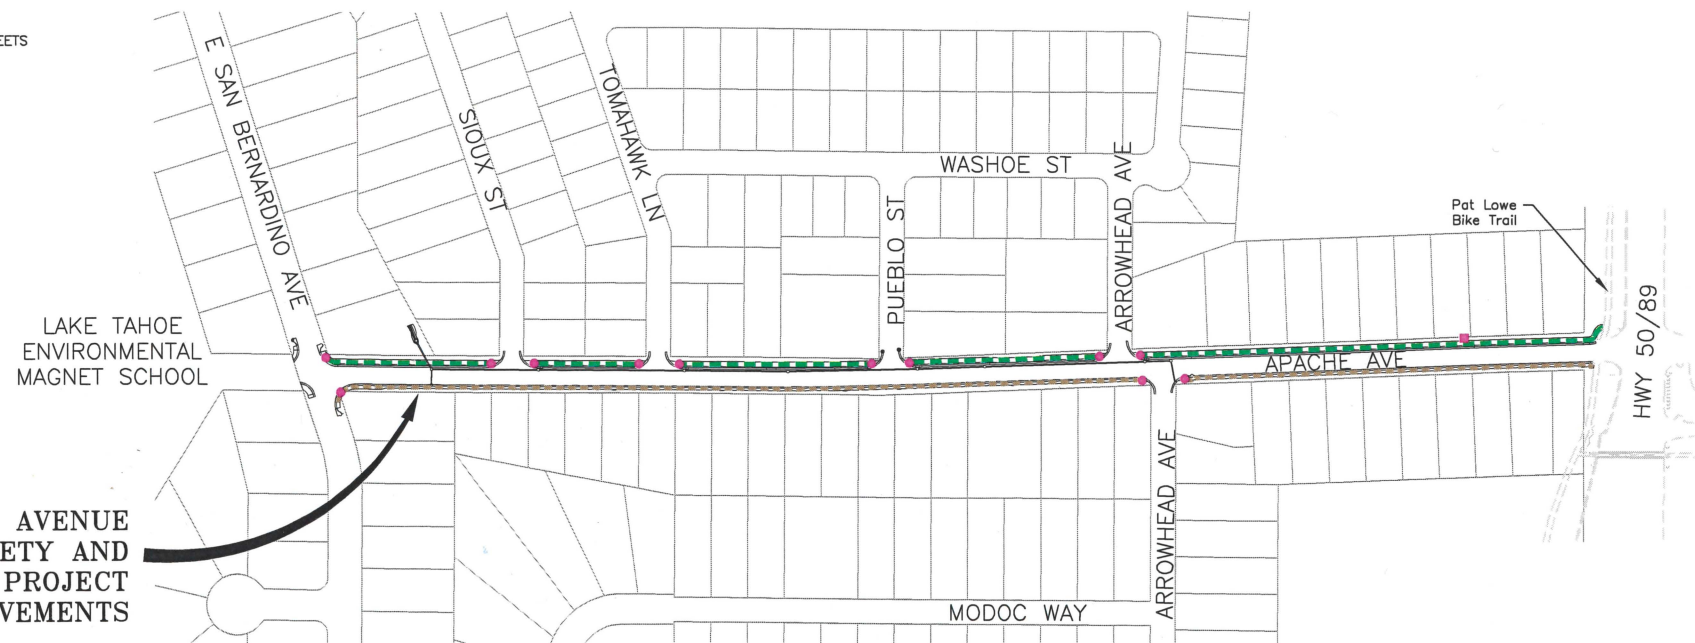 EETS
E SAN BERNARDINO AVE
SIOUX ST
TOMAHAWK LN
WASHOE ST
ARROWHEAD AVE
PUEBLO ST
Pat Lowe
Bike Trail
HWY 50/89
LAKE TAHOE
ENVIRONMENTAL
MAGNET SCHOOL
APACHE AVE
ARROWHEAD AVE
AVENUE
ETY AND
PROJECT
VEMENTS
MODOC WAY